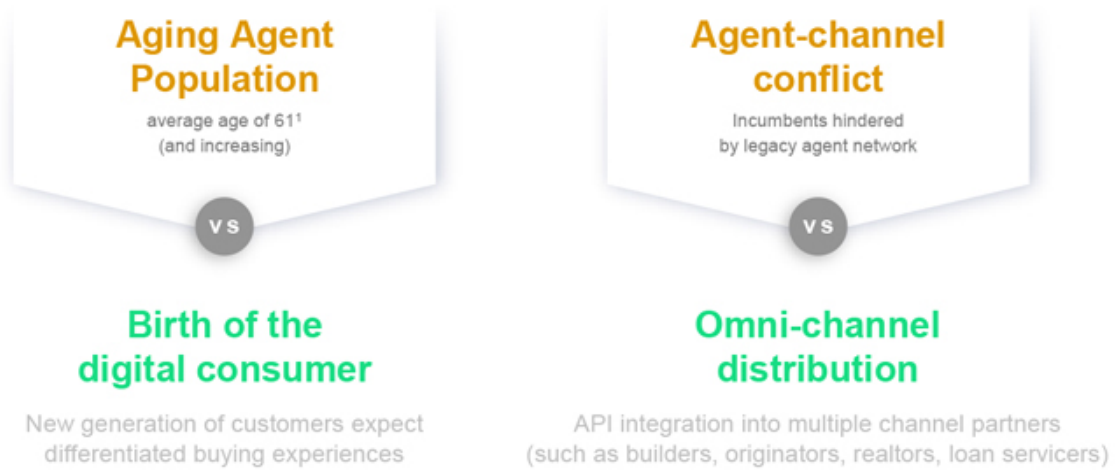 Aging Agent
Population
average age of 61¹
(and increasing)
vs
Birth of the
digital consumer
New generation of customers expect
differentiated buying experiences
Agent-channel
conflict
Incumbents hindered
by legacy agent network
vs
Omni-channel
distribution
API integration into multiple channel partners
(such as builders, originators, realtors, loan servicers)